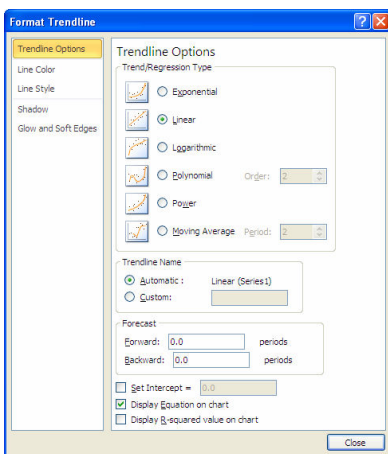 Format Trendline
Trendline Options
Line Color
Line Style
Shadow
Glow and Soft Edges
Trendline Options
Trend/Regression Type
Exponential
Linear
Logarithmic
Polynomial Order: 2
Power
Moving Average Period: 2
Trendline Name
Automatic : Linear (Series1)
Custom:
Forecast
Forward: 0.0 periods
Backward: 0.0 periods
Set Intercept = 0.0
Display Equation on chart
Display R-squared value on chart
Close